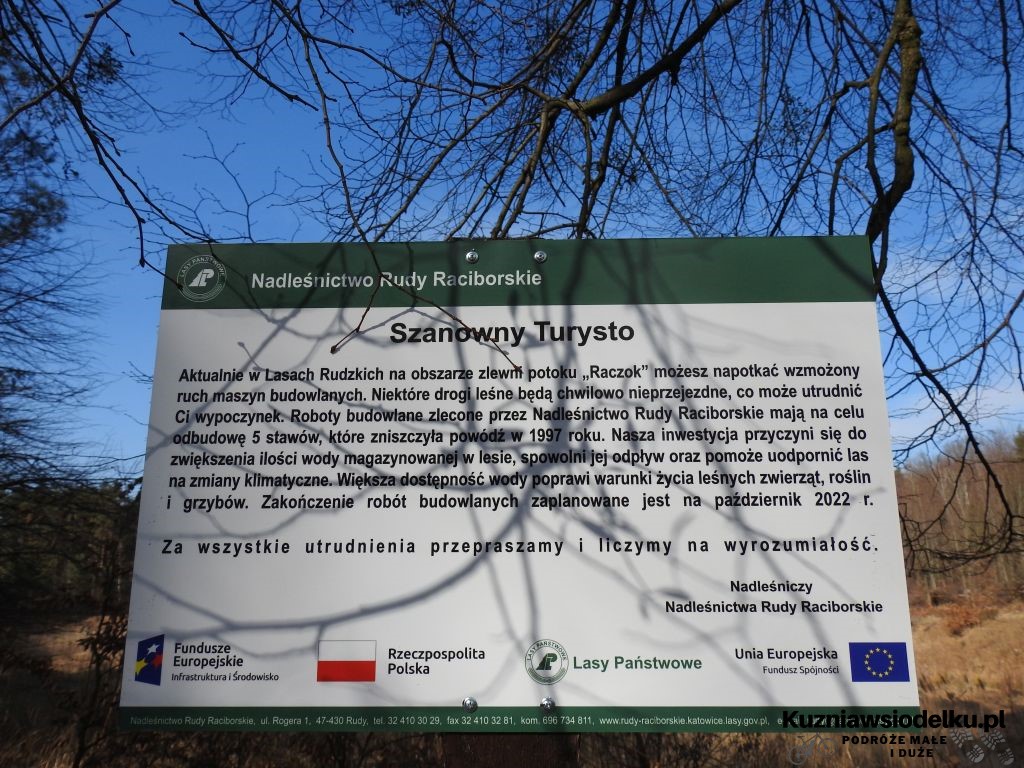 LASY PAŃSTWOWE
Nadleśnictwo Rudy Raciborskie
Szanowny Turysto
Aktualnie w Lasach Rudzkich na obszarze zlewni potoku „Raczok” możesz napotkać wzmożony
ruch maszyn budowlanych. Niektóre drogi leśne będą chwilowo nieprzejezdne, co może utrudnić
Ci wypoczynek. Roboty budowlane zlecone przez Nadleśnictwo Rudy Raciborskie mają na celu
odbudowę 5 stawów, które zniszczyła powódź w 1997 roku. Nasza inwestycja przyczyni się do
zwiększenia ilości wody magazynowanej w lesie, spowolni jej odpływ oraz pomoże uodpornić las
na zmiany klimatyczne. Większa dostępność wody poprawi warunki życia leśnych zwierząt, roślin
i grzybów. Zakończenie robót budowlanych zaplanowane jest na październik 2022 r.
Za wszystkie utrudnienia przepraszamy i liczymy na wyrozumiałość.
Nadleśniczy
Nadleśnictwa Rudy Raciborskie
Fundusze
Europejskie
Infrastruktura i Środowisko
Rzeczpospolita
Polska
LASY PAŃSTWOWE
Lasy Państwowe
Unia Europejska
Fundusz Spójności
Nadleśnictwo Rudy Raciborskie, ul. Rogera 1, 47-430 Rudy, tel. 32 410 30 29, fax 32 410 32 81, kom. 696 734 811, www.rudy-raciborskie.katowice.lasy.gov.pl,
Kuzniawsiodelku.pl
PODRÓŻE MAŁE
I DUŻE